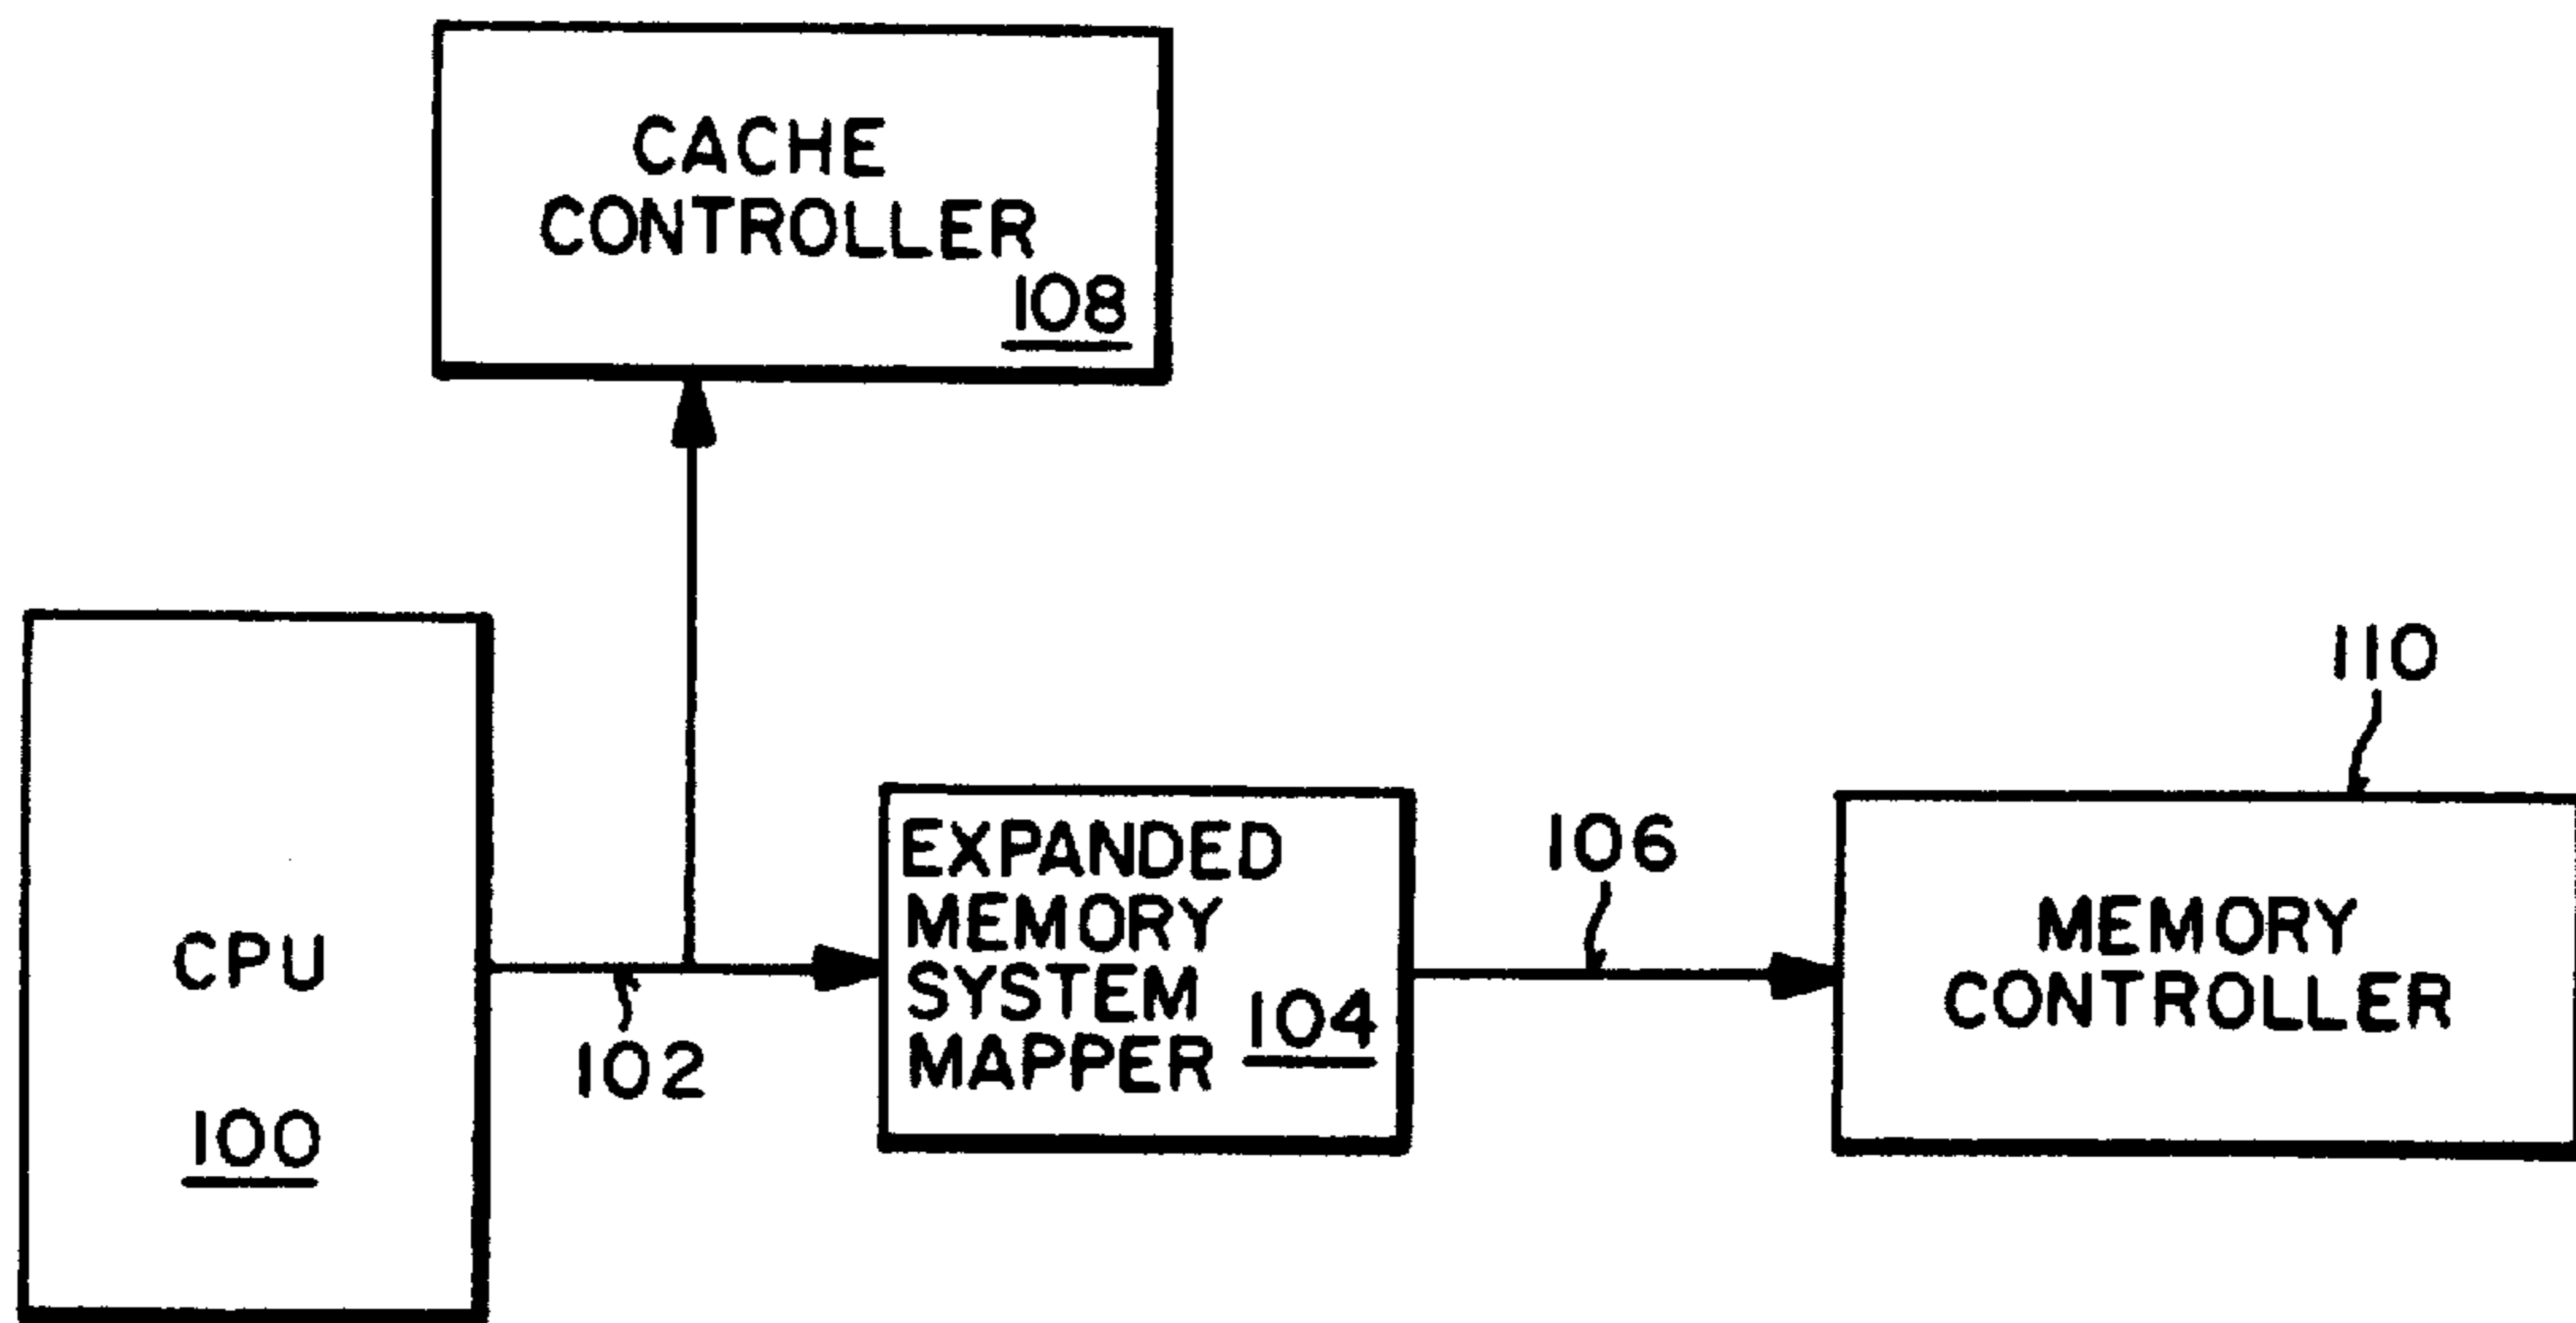 CACHE
CONTROLLER
108
110
106
EXPANDED
MEMORY
SYSTEM
MAPPER
104
MEMORY
CONTROLLER
CPU
100
102